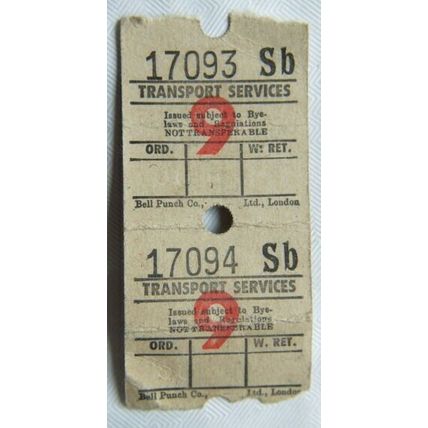 17093 Sb
TRANSPORT SERVICES
9
Issued subject to Bye-
laws and Regulations
NOT TRANSFERABLE
ORD. W. RET.
Bell Punch Co., Ltd., London
17094 Sb
TRANSPORT SERVICES
9
Issued subject to Bye-
laws and Regulations
NOT TRANSFERABLE
ORD. W. RET.
Bell Punch Co., Ltd., London